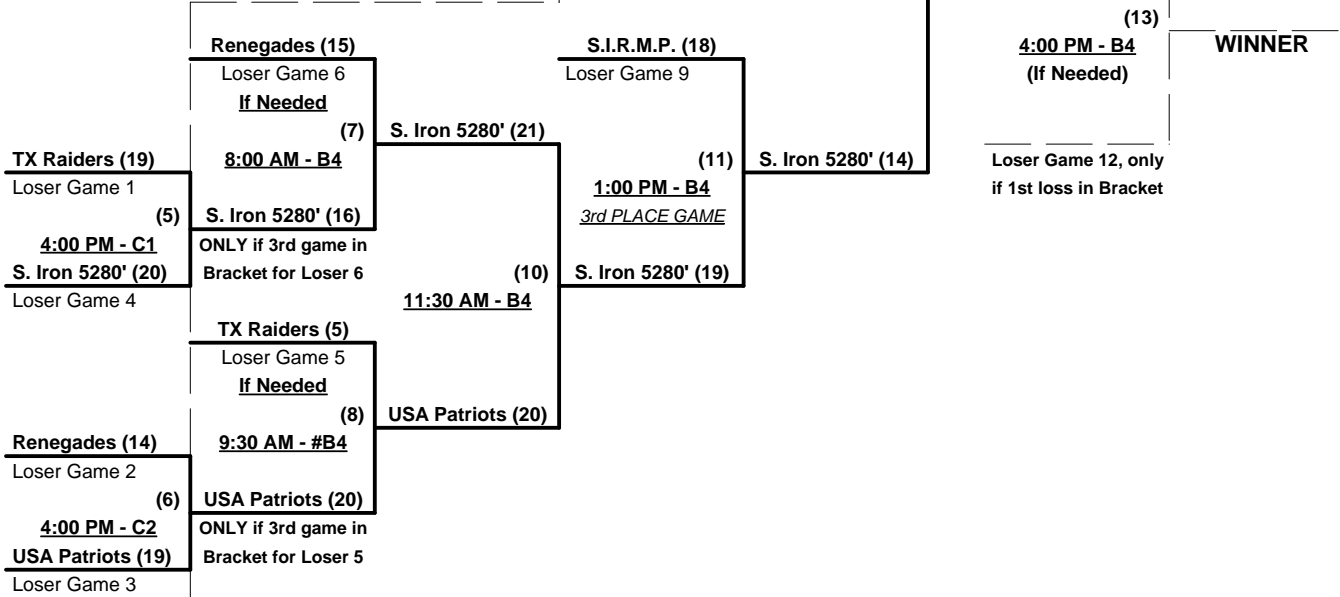 (13)
Renegades (15)
S.I.R.M.P. (18)
4:00 PM - B4
WINNER
Loser Game 6
Loser Game 9
(If Needed)
If Needed
(7)
S. Iron 5280' (21)
TX Raiders (19)
8:00 AM - B4
(11)
S. Iron 5280' (14)
Loser Game 12, only
Loser Game 1
1:00 PM - B4
if 1st loss in Bracket
(5)
S. Iron 5280' (16)
3rd PLACE GAME
4:00 PM - C1
ONLY if 3rd game in
S. Iron 5280' (20)
Bracket for Loser 6
(10)
S. Iron 5280' (19)
Loser Game 4
11:30 AM - B4
TX Raiders (5)
Loser Game 5
If Needed
(8)
USA Patriots (20)
Renegades (14)
9:30 AM - #B4
Loser Game 2
(6)
USA Patriots (20)
4:00 PM - C2
ONLY if 3rd game in
USA Patriots (19)
Bracket for Loser 5
Loser Game 3